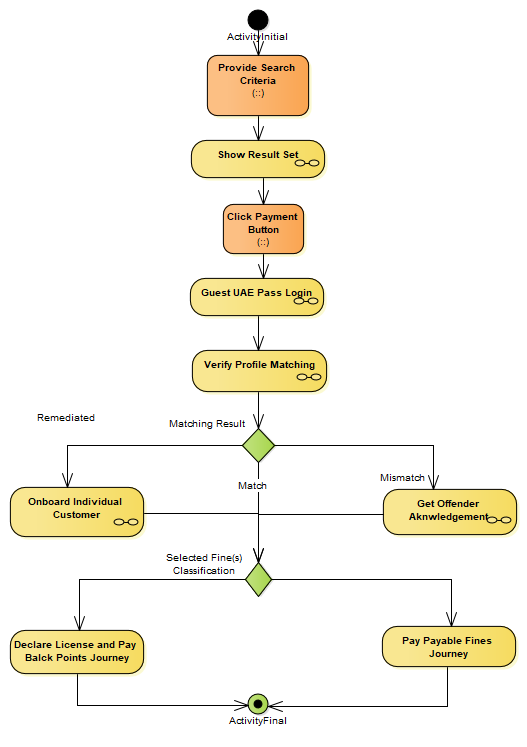 ActivityInitial
Provide Search
Criteria
(::)
Show Result Set
Click Payment
Button
(::)
Guest UAE Pass Login
Verify Profile Matching
Remediated
Matching Result
Match
Mismatch
Onboard Individual
Customer
Get Offender
Aknwledgement
Selected Fine(s)
Classification
Declare License and Pay
Balck Points Journey
Pay Payable Fines
Journey
ActivityFinal